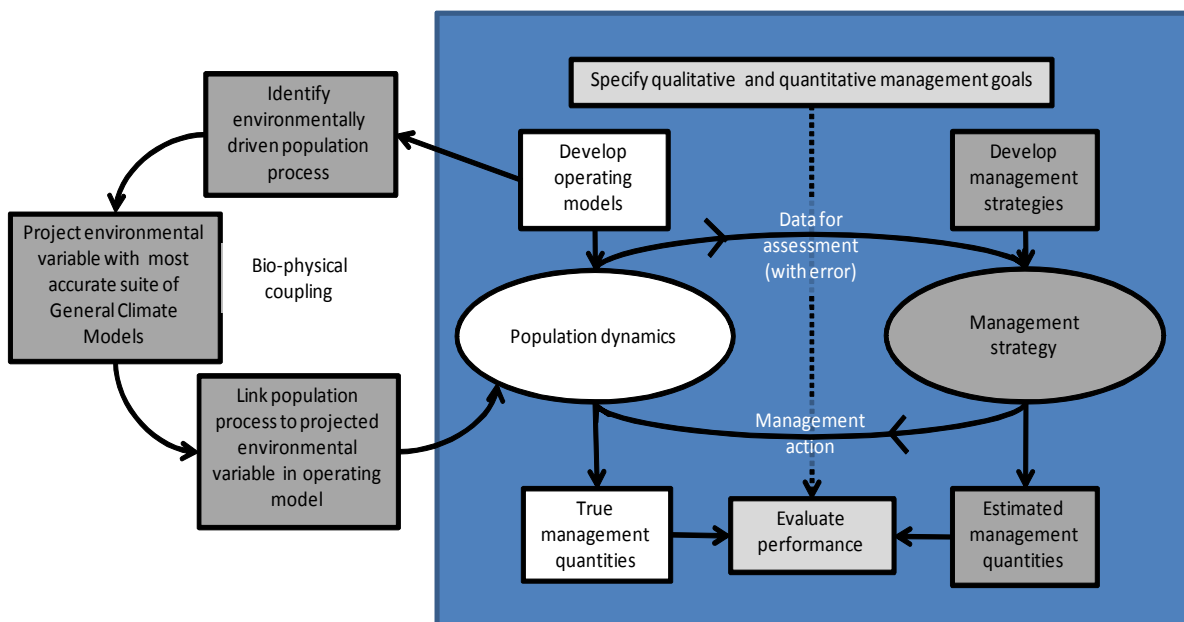 Specify qualitative and quantitative management goals
Identify
environmentally
driven population
process
Develop
operating
models
Develop
management
strategies
Project environmental
variable with most
accurate suite of
General Climate
Models
Bio-physical
coupling
Data for
assessment
(with error)
Population dynamics
Management
strategy
Link population
process to projected
environmental
variable in operating
model
Management
action
True
management
quantities
Evaluate
performance
Estimated
management
quantities